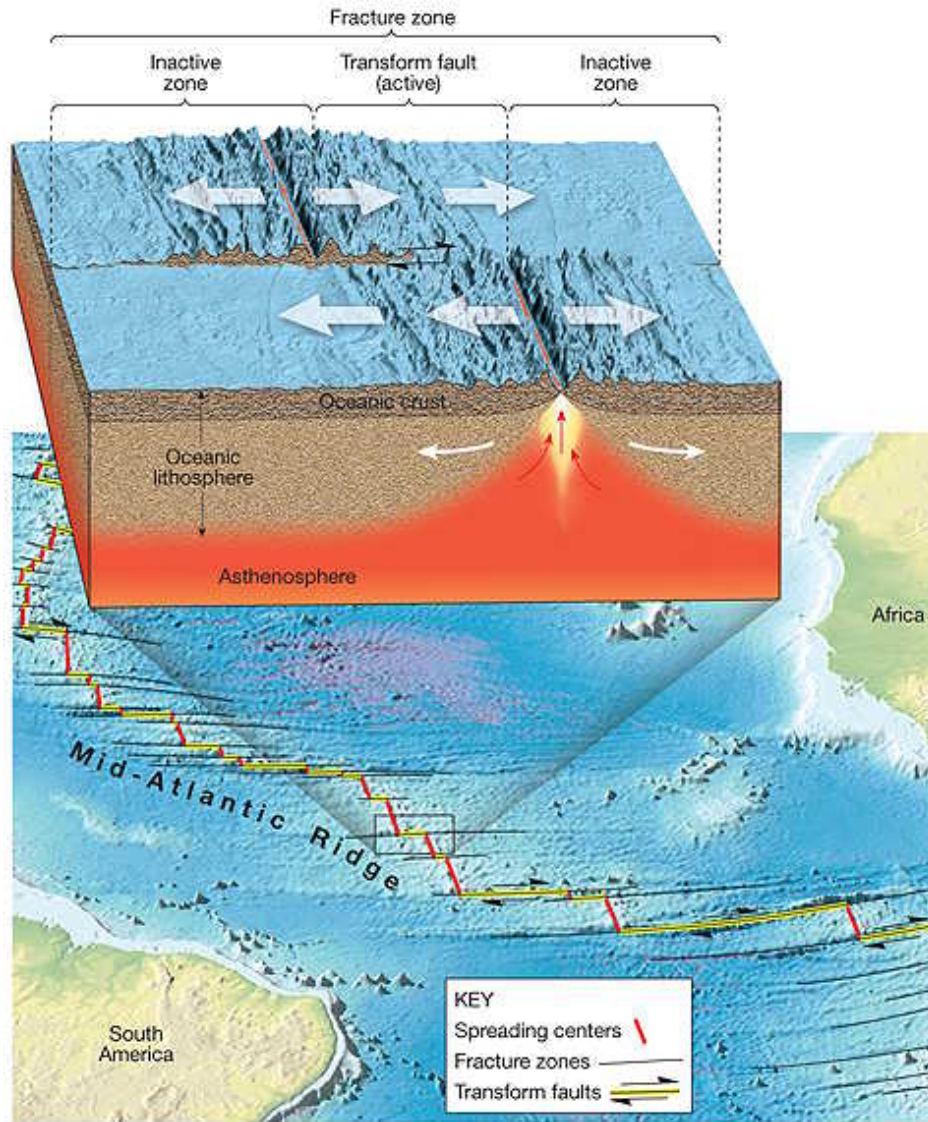 Fracture zone
Inactive
zone
Transform fault
(active)
Inactive
zone
Oceanic crust
Oceanic
lithosphere
Asthenosphere
Africa
Mid-Atlantic Ridge
South
America
KEY
Spreading centers
Fracture zones
Transform faults